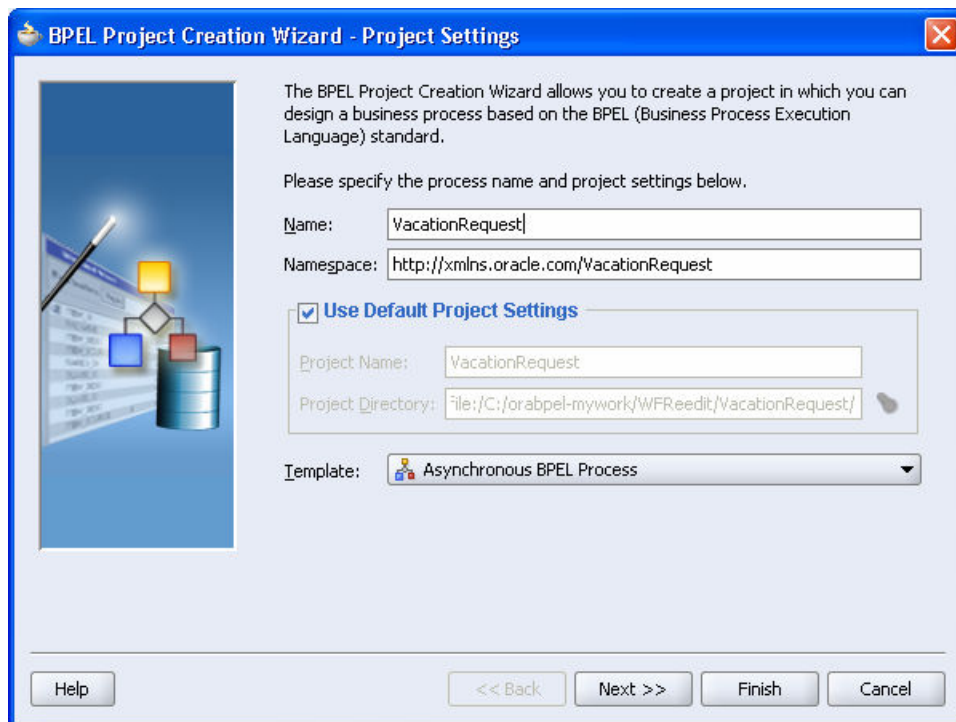 BPEL Project Creation Wizard - Project Settings
The BPEL Project Creation Wizard allows you to create a project in which you can
design a business process based on the BPEL (Business Process Execution
Language) standard.
Please specify the process name and project settings below.
Name: VacationRequest
Namespace: http://xmlns.oracle.com/VacationRequest
Use Default Project Settings
Project Name: VacationRequest
Project Directory: file:/C:/orabpel-mywork/WFReedit/VacationRequest/
Template: Asynchronous BPEL Process
Help << Back Next >> Finish Cancel